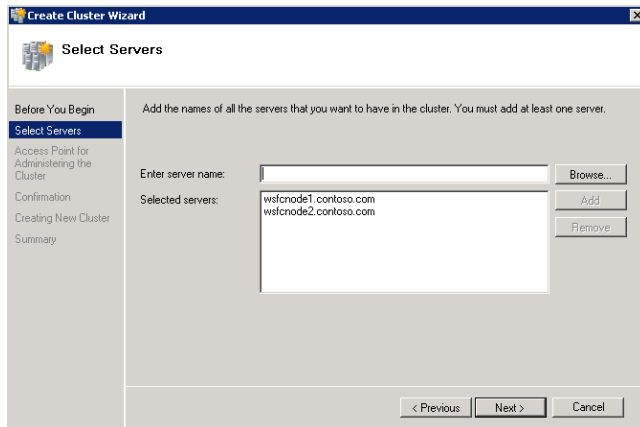 Create Cluster Wizard
Select Servers
Before You Begin
Select Servers
Access Point for
Administering the
Cluster
Confirmation
Creating New Cluster
Summary
Add the names of all the servers that you want to have in the cluster. You must add at least one server.
Enter server name:
Browse...
Selected servers:
wsfcnode1.contoso.com
wsfcnode2.contoso.com
Add
Remove
< Previous
Next >
Cancel